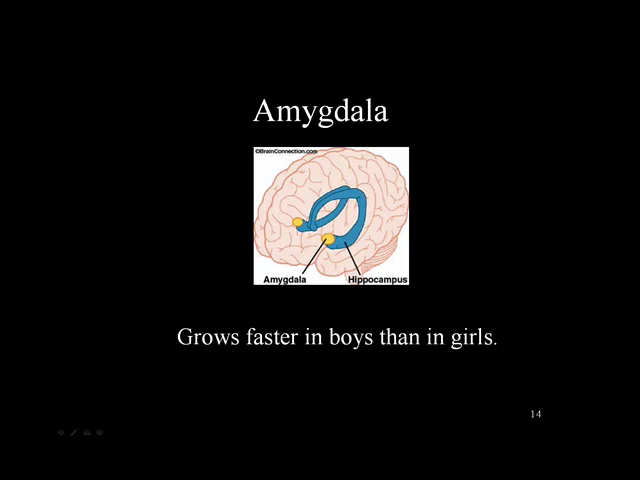 Amygdala
©BrainConnection.com
Amygdala
Hippocampus
Grows faster in boys than in girls.
14